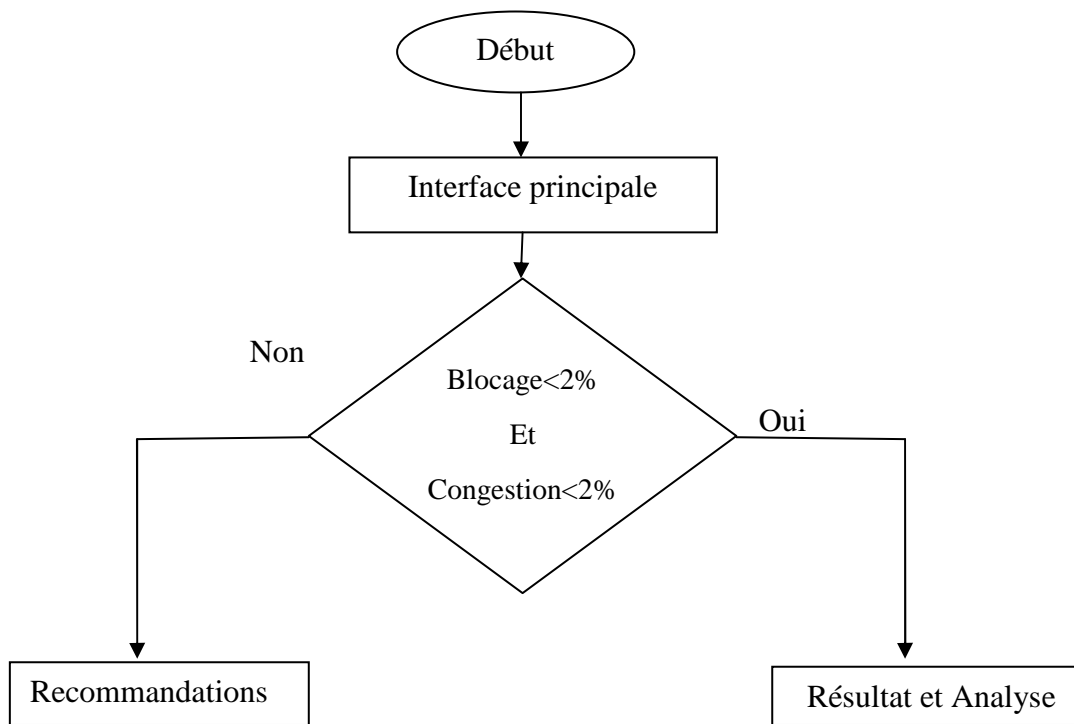 Début
Interface principale
Non
Blocage<2%
Et
Congestion<2%
Oui
Recommandations
Résultat et Analyse